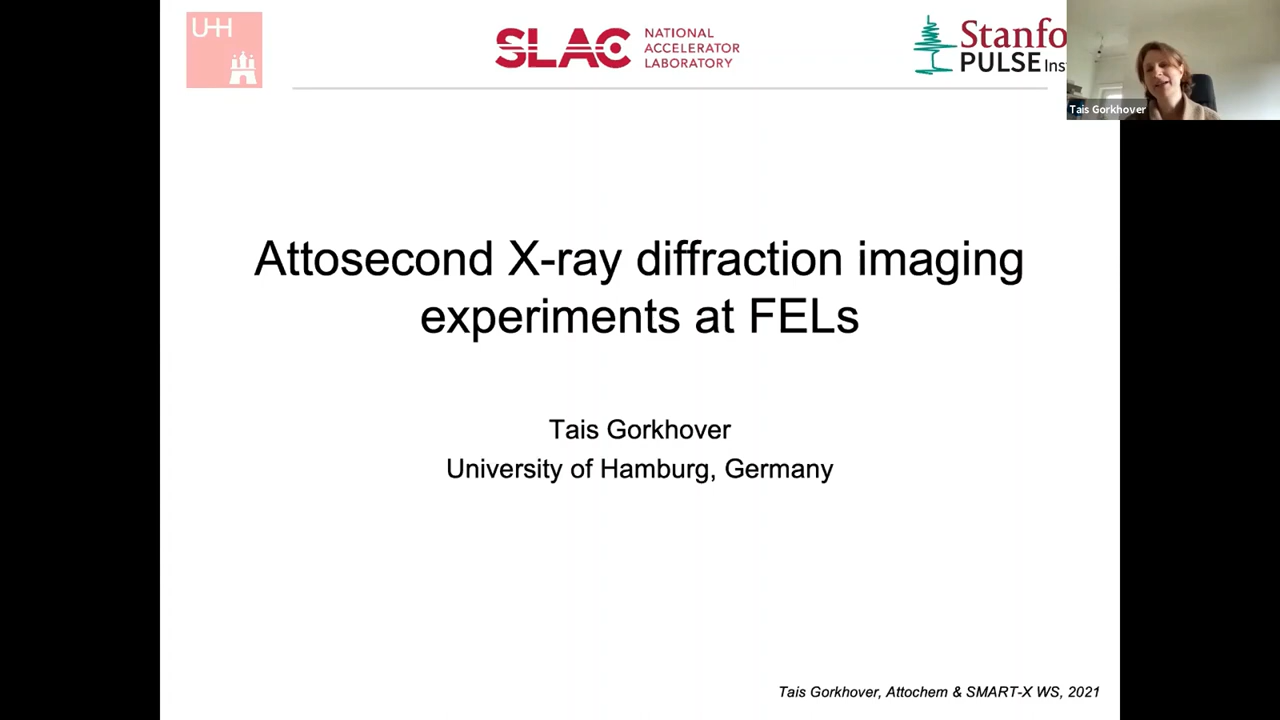 UHH
SLAC NATIONAL ACCELERATOR LABORATORY
Stanfo
PULSE Inst
Tais Gorkhover
Attosecond X-ray diffraction imaging
experiments at FELs
Tais Gorkhover
University of Hamburg, Germany
Tais Gorkhover, Attochem & SMART-X WS, 2021